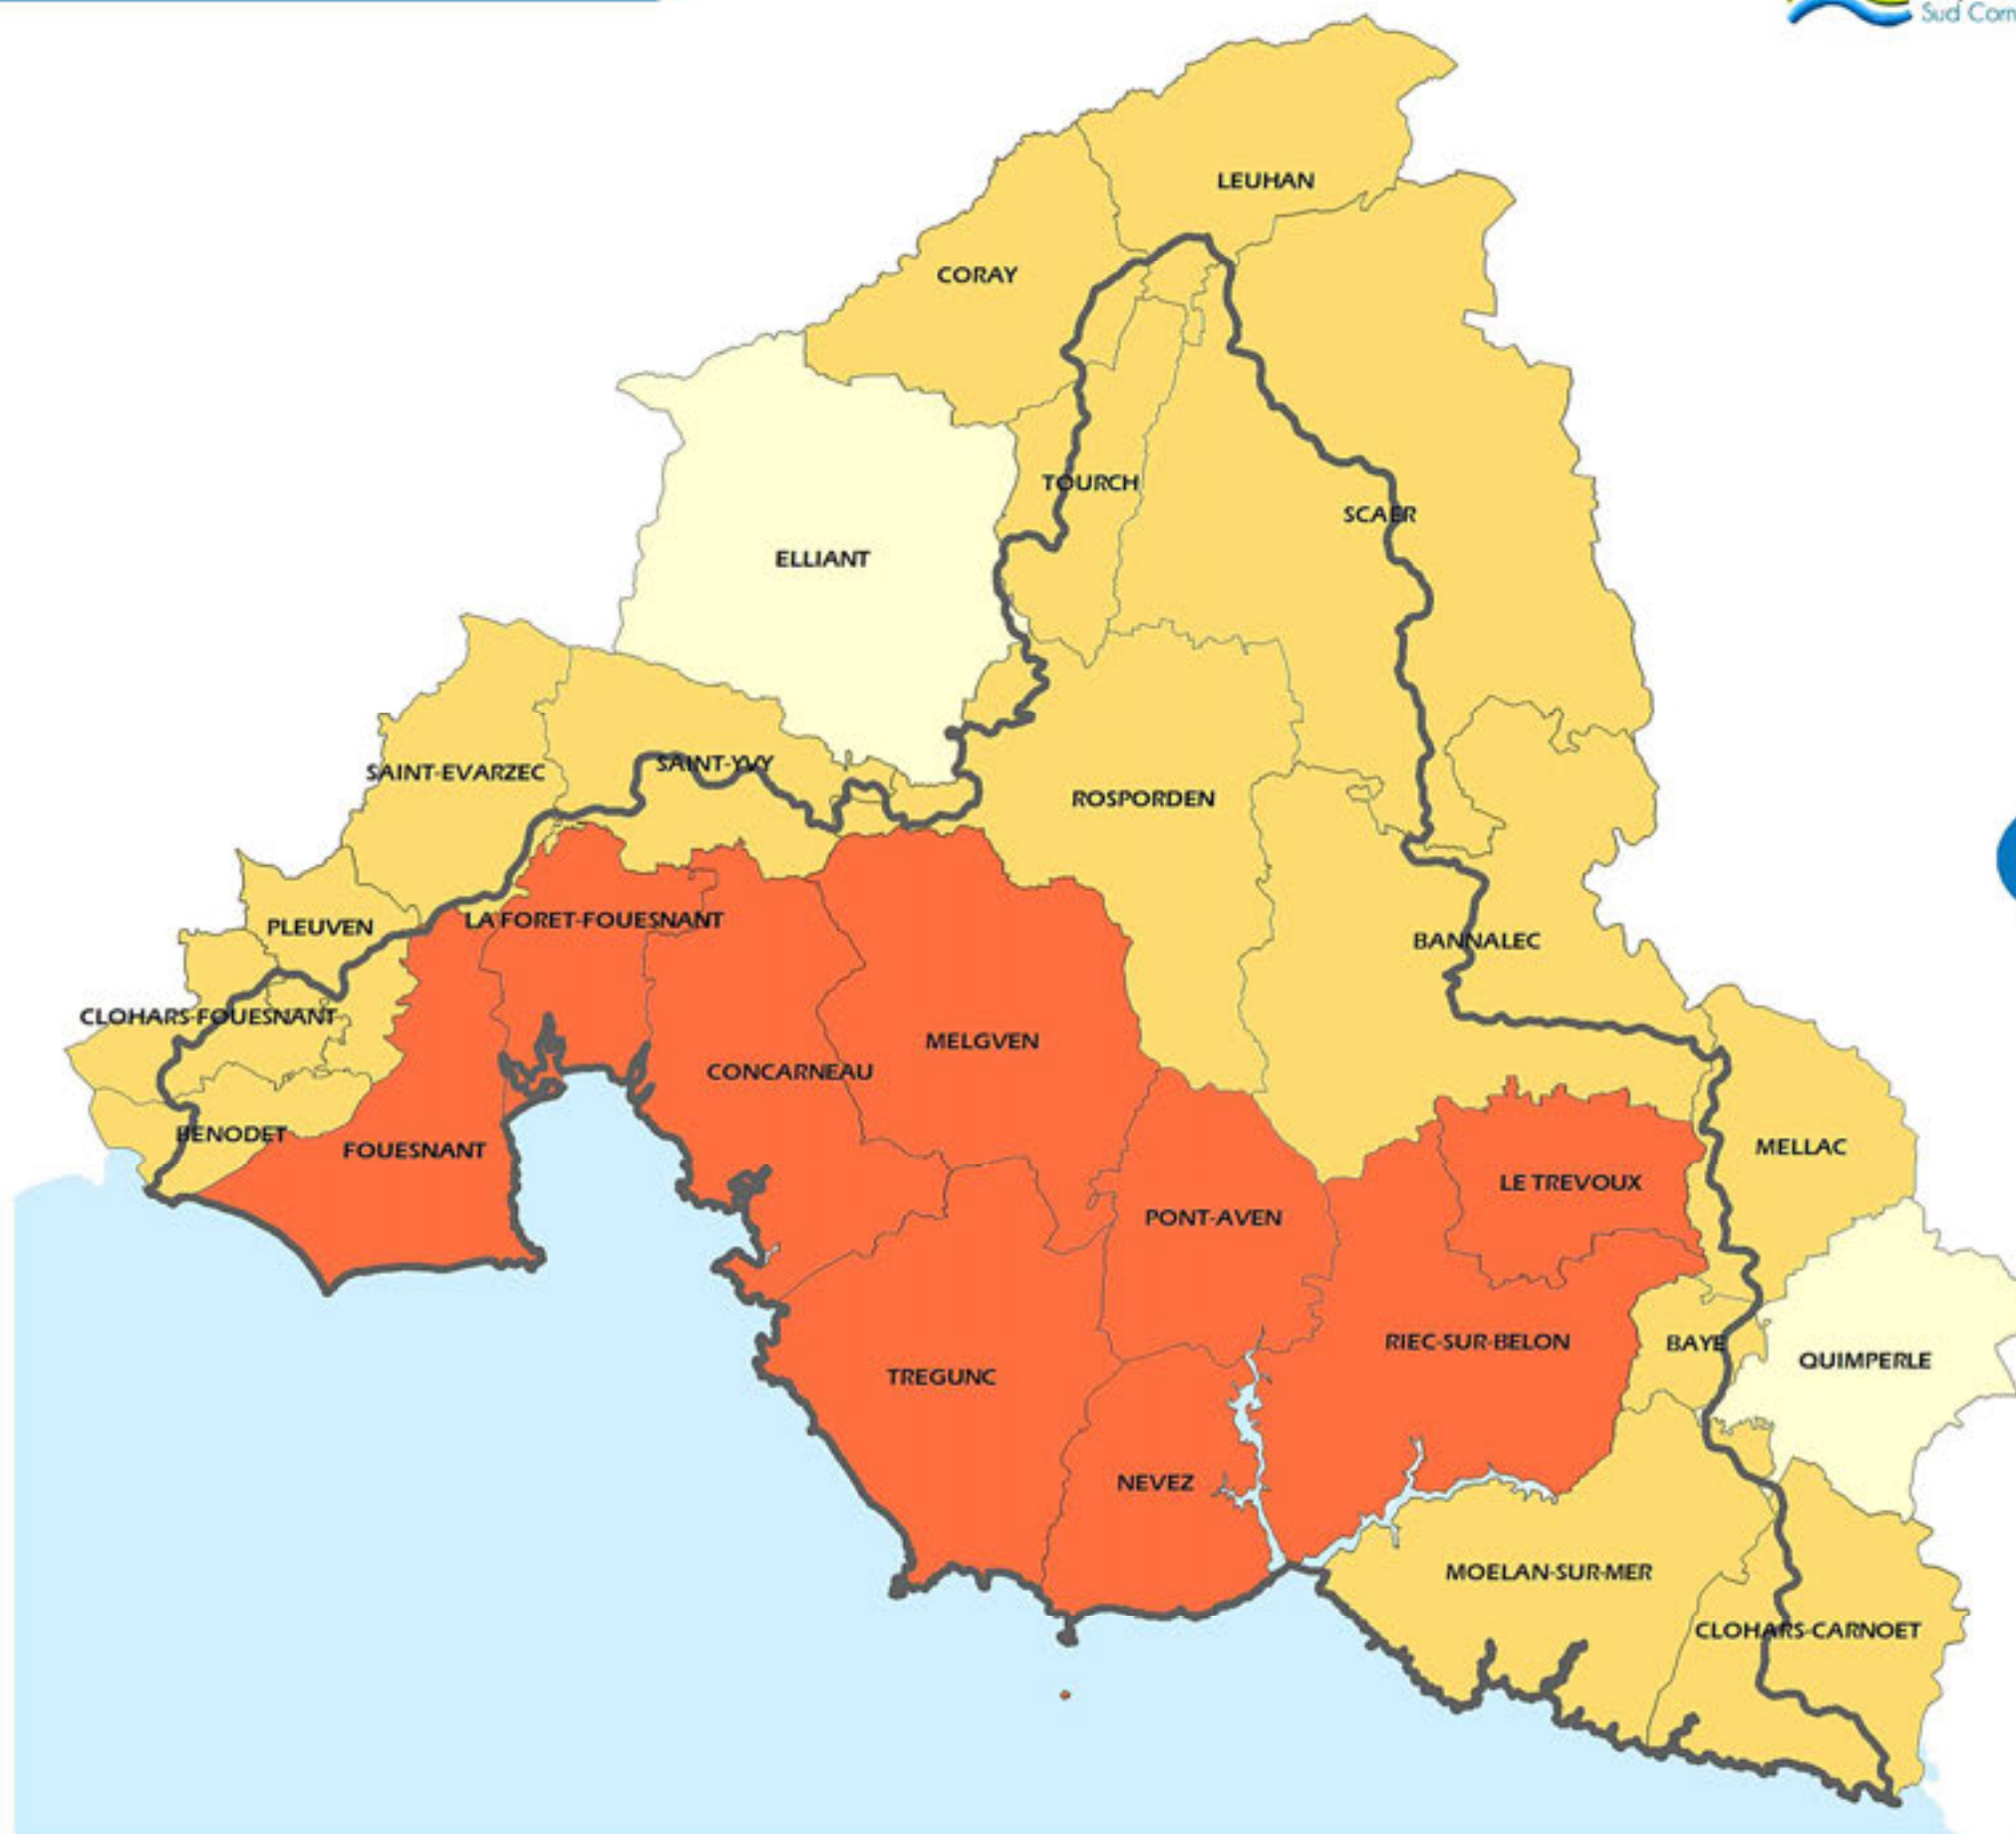 Sud Corn
LEUHAN
CORAY
TOURCH
SCAER
ELLIANT
SAINT-YVY
SAINT-EVARZEC
ROSPORDEN
LA FORET-FOUESNANT
PLEUVEN
BANNALEC
CLOHARS-FOUESNANT
MELGVEN
CONCARNEAU
BENODET
FOUESNANT
MELLAC
LE TREVOUX
PONT-AVEN
RIEC-SUR-BELON
BAYE
QUIMPERLE
TREGUNC
NEVEZ
MOELAN-SUR-MER
CLOHARS-CARNOET